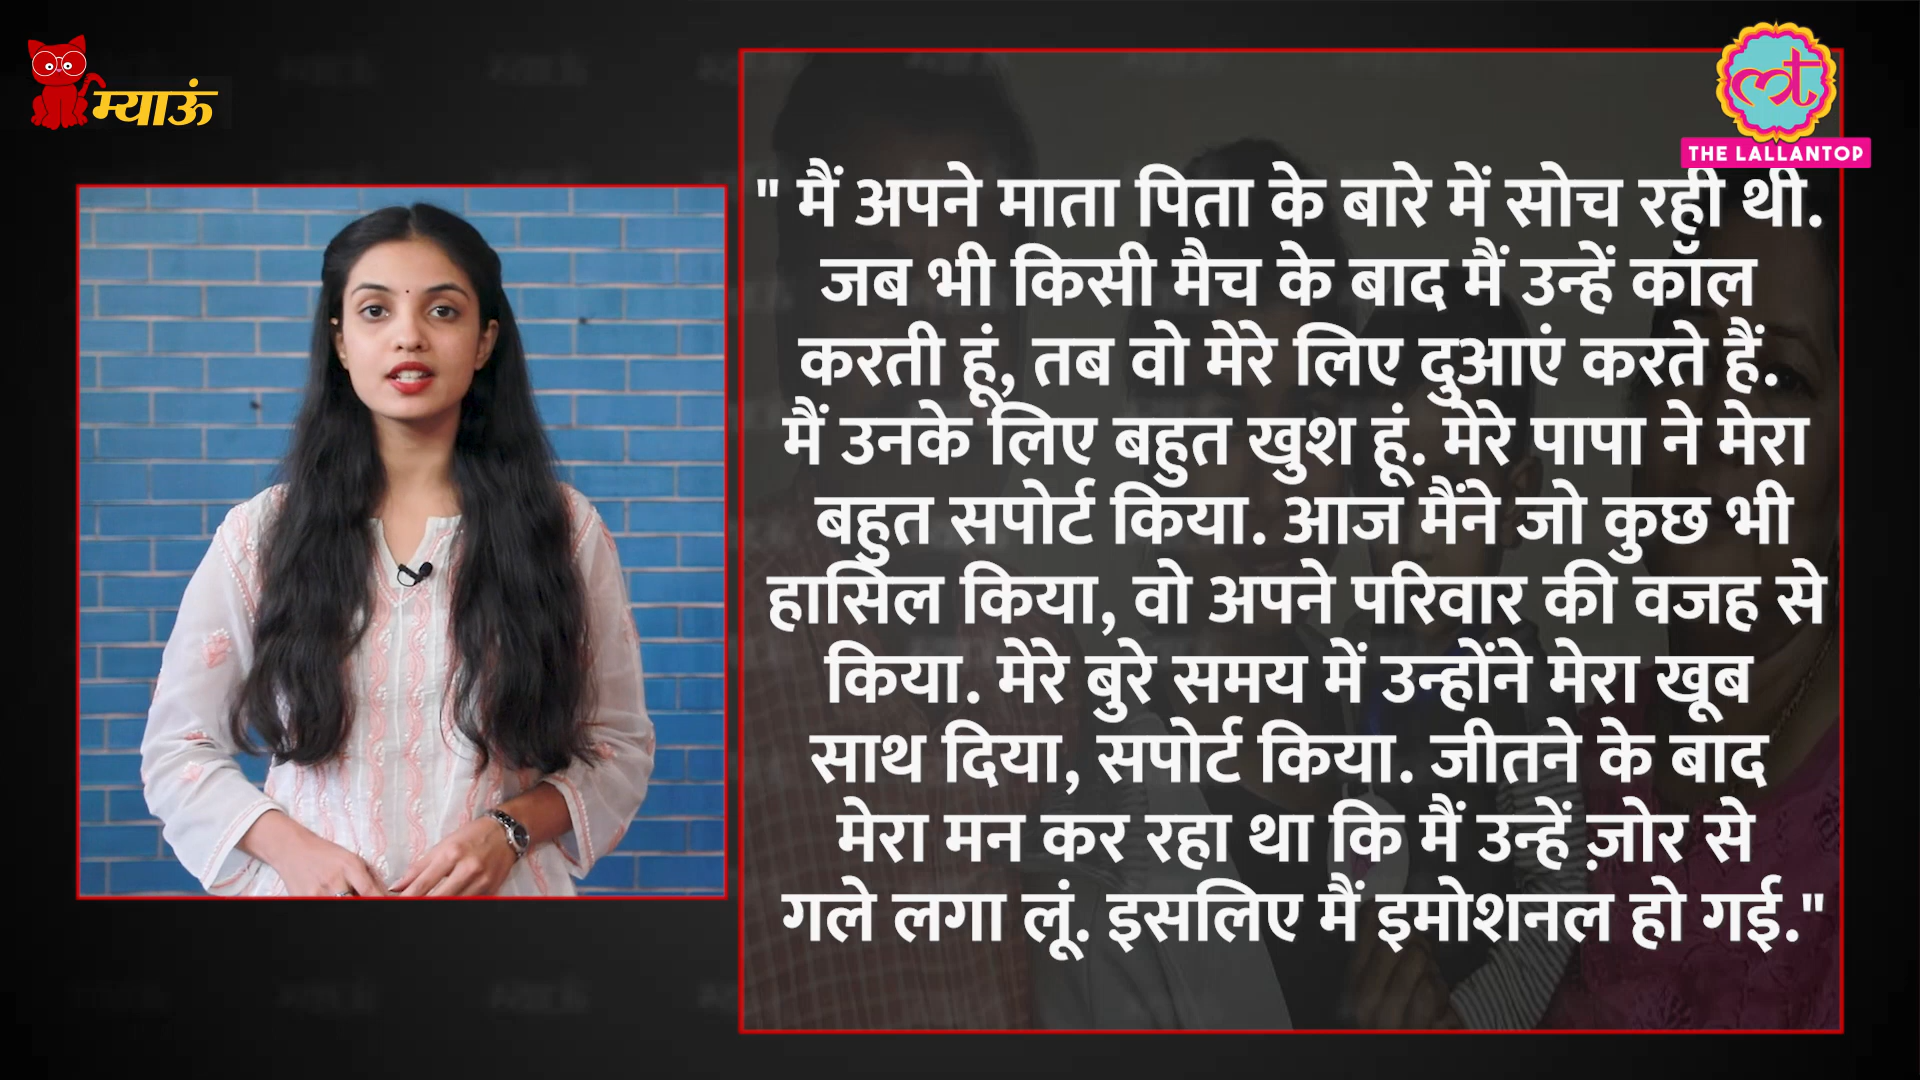 म्याऊं
THE LALLANTOP
" मैं अपने माता पिता के बारे में सोच रही थी.
जब भी किसी मैच के बाद मैं उन्हें कॉल
करती हूं, तब वो मेरे लिए दुआएं करते हैं.
मैं उनके लिए बहुत खुश हूं. मेरे पापा ने मेरा
बहुत सपोर्ट किया. आज मैंने जो कुछ भी
हासिल किया, वो अपने परिवार की वजह से
किया. मेरे बुरे समय में उन्होंने मेरा खूब
साथ दिया, सपोर्ट किया. जीतने के बाद
मेरा मन कर रहा था कि मैं उन्हें ज़ोर से
गले लगा लूं. इसलिए मैं इमोशनल हो गई."